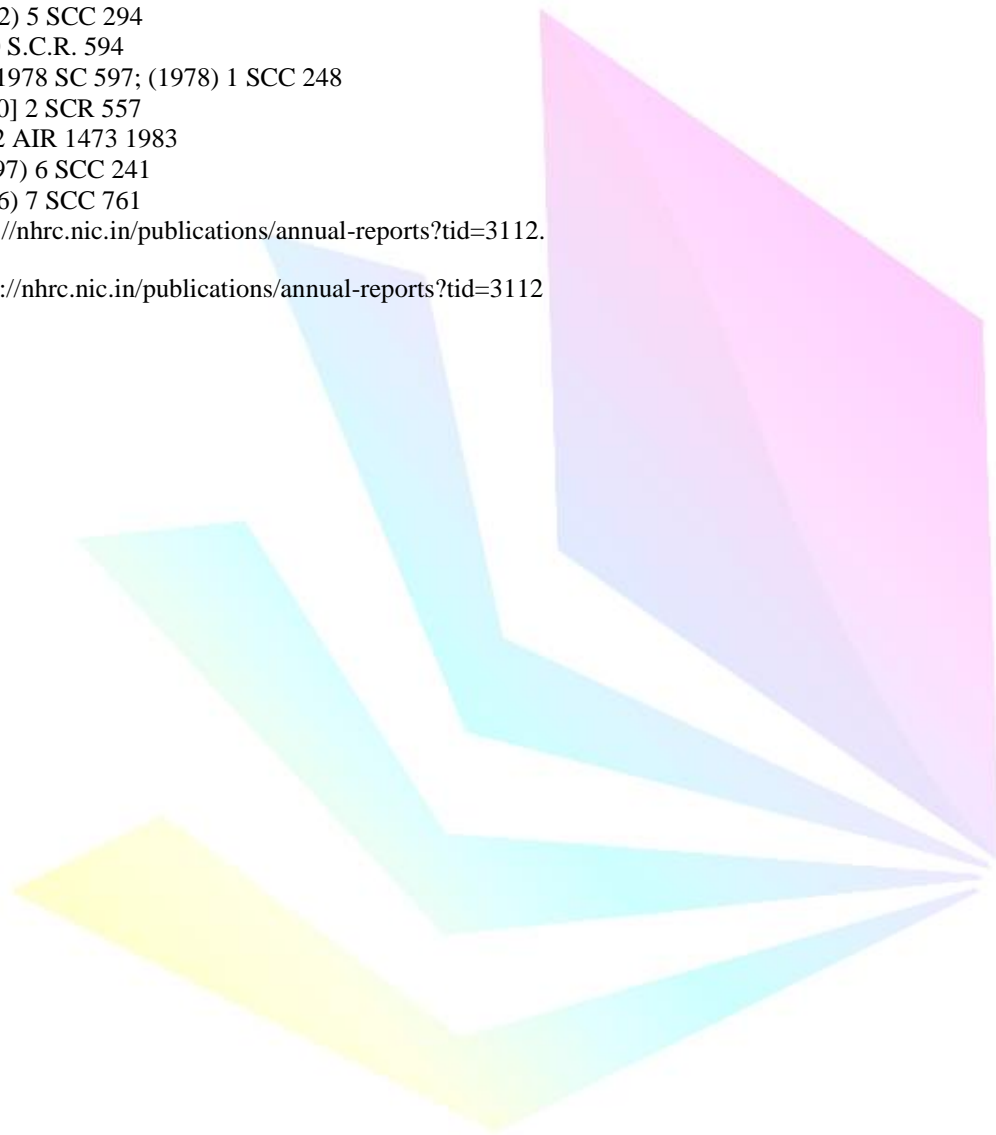 2) 5 SCC 294
S.C.R. 594
1978 SC 597; (1978) 1 SCC 248
0] 2 SCR 557
2 AIR 1473 1983
97) 6 SCC 241
6) 7 SCC 761
://nhrc.nic.in/publications/annual-reports?tid=3112.
://nhrc.nic.in/publications/annual-reports?tid=3112